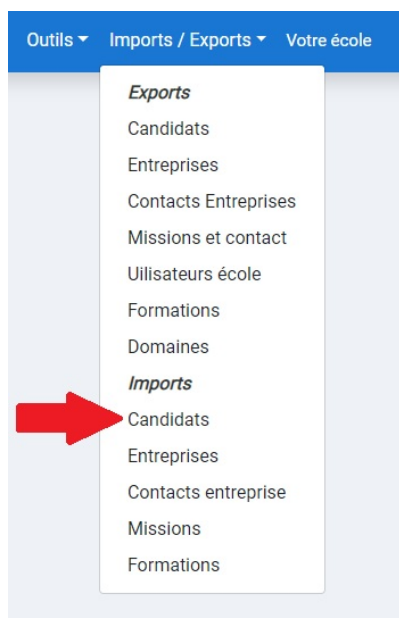 Outils Imports / Exports Votre école
Exports
Candidats
Entreprises
Contacts Entreprises
Missions et contact
Uilisateurs école
Formations
Domaines
Imports
Candidats
Entreprises
Contacts entreprise
Missions
Formations